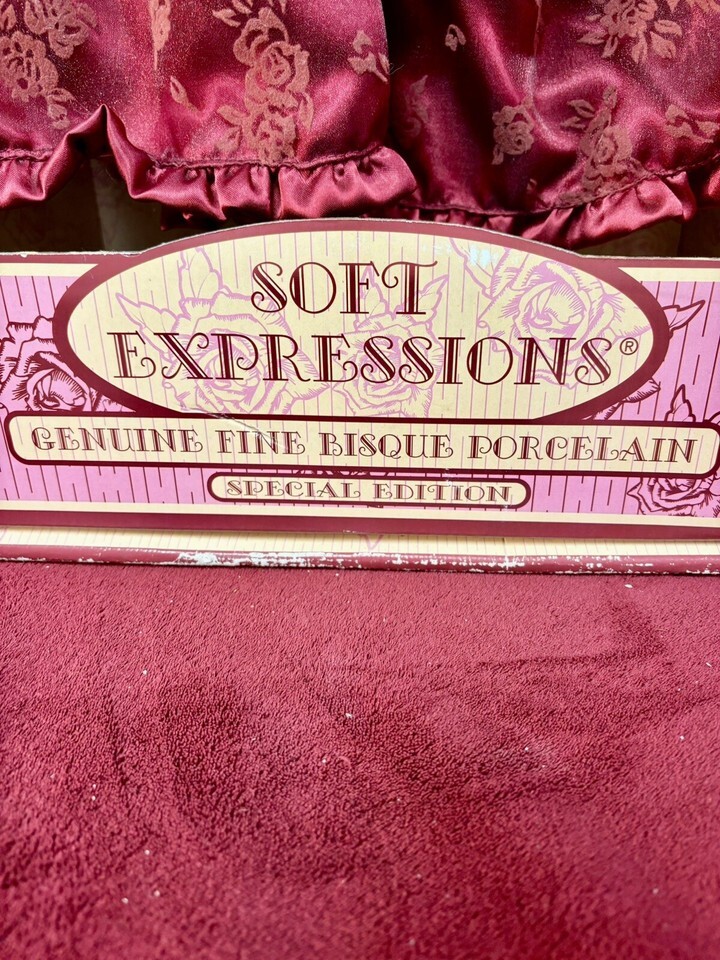 SOFT
EXPRESSIONS®
GENUINE FINE BISQUE PORCELAIN
SPECIAL EDITION